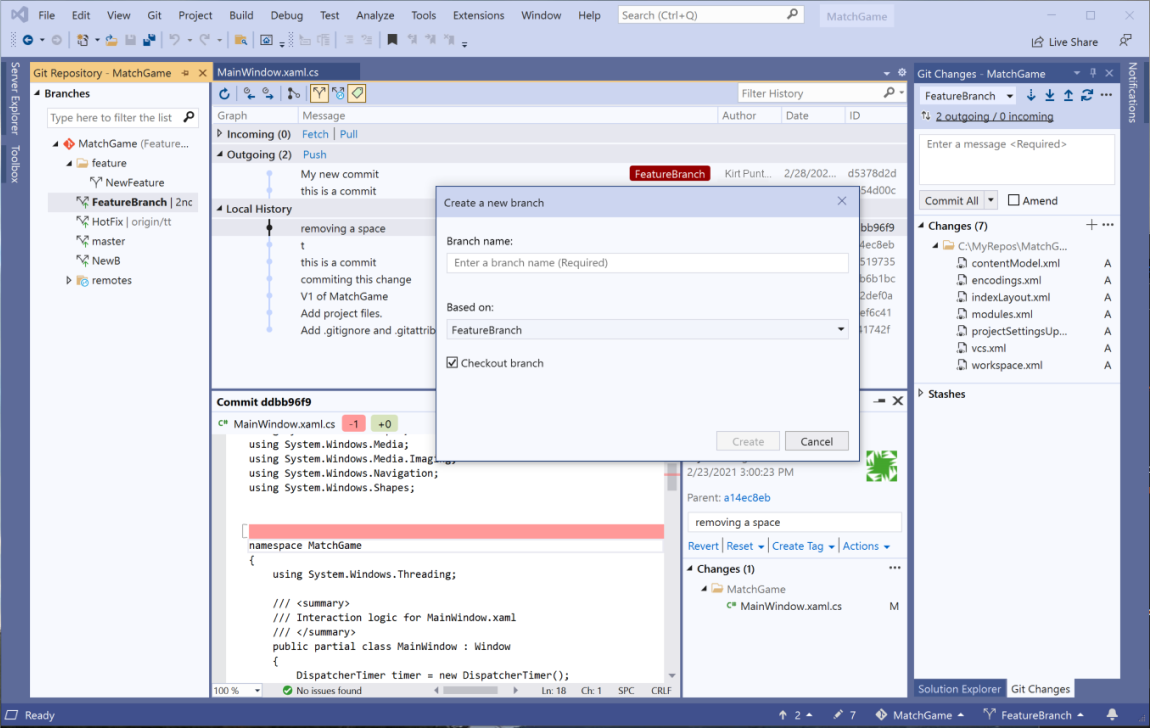 File Edit View Git Project Build Debug Test Analyze Tools Extensions Window Help Search (Ctrl+Q) MatchGame
Live Share
Server Explorer
Toolbox
Git Repository - MatchGame
Branches
Type here to filter the list
MatchGame (Feature...
feature
NewFeature
FeatureBranch | 2nc
HotFix | origin/tt
master
NewB
remotes
MainWindow.xaml.cs
Filter History
Graph Message Author Date ID
Incoming (0) Fetch | Pull
Outgoing (2) Push
My new commit FeatureBranch Kirt Punt... 2/28/202... d5378d2d
this is a commit 54d00c
Local History
removing a space bb96f9
t 4ec8eb
this is a commit 519735
commiting this change b6b1bc
V1 of MatchGame 2def0a
Add project files. ef6c41
Add .gitignore and .gitattrib 41742f
Create a new branch
Branch name:
Enter a branch name (Required)
Based on:
FeatureBranch
Checkout branch
Create Cancel
Commit ddbb96f9
MainWindow.xaml.cs -1 +0
using System.Windows.Media;
using System.Windows.Media.Imaging;
using System.Windows.Navigation;
using System.Windows.Shapes;
namespace MatchGame
{
using System.Windows.Threading;
/// <summary>
/// Interaction logic for MainWindow.xaml
/// </summary>
public partial class MainWindow : Window
{
DispatcherTimer timer = new DispatcherTimer();
100 % No issues found Ln: 18 Ch: 1 SPC CRLF
2/23/2021 3:00:23 PM
Parent: a14ec8eb
removing a space
Revert | Reset | Create Tag | Actions
Changes (1)
MatchGame
MainWindow.xaml.cs M
Git Changes - MatchGame
FeatureBranch
2 outgoing / 0 incoming
Enter a message <Required>
Commit All Amend
Changes (7)
C:\MyRepos\MatchG...
contentModel.xml A
encodings.xml A
indexLayout.xml A
modules.xml A
projectSettingsUp... A
vcs.xml A
workspace.xml A
Stashes
Solution Explorer Git Changes
Notifications
Ready 2 7 MatchGame FeatureBranch